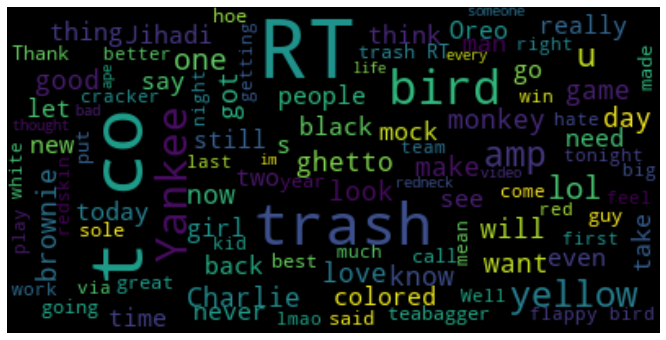 someone
hoe
RT
thing Jihadi
think
Oreo
really
man
Thank
better
one
getting
trash RT
every
right
u
good
ape
say
night
got
life
bird
go
made
cracker
people
win
game
let
bad
black
mock
monkey
hate
day
thought
t co
Yankee
still
s
team
amp
need
new
put
last
im
ghetto
make
tonight
big
white
redskin
two
year
look
redneck
video
come
lol
feel
now
trash
see
red
guy
play
brownie
today
sole
girl
will
first
take
kid
much
call
mean
want
even
work
via
great
back
best
love
know
Well
yellow
going
time
Charlie
colored
never
lmao
said
teabagger
flappy bird